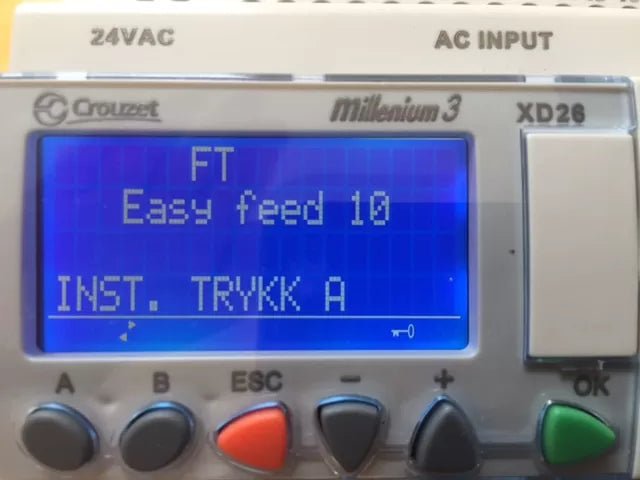 24VAC AC INPUT
Crouzet millenium 3 XD26
FT
Easy feed 10
INST. TRYKK A
A B ESC - + OK